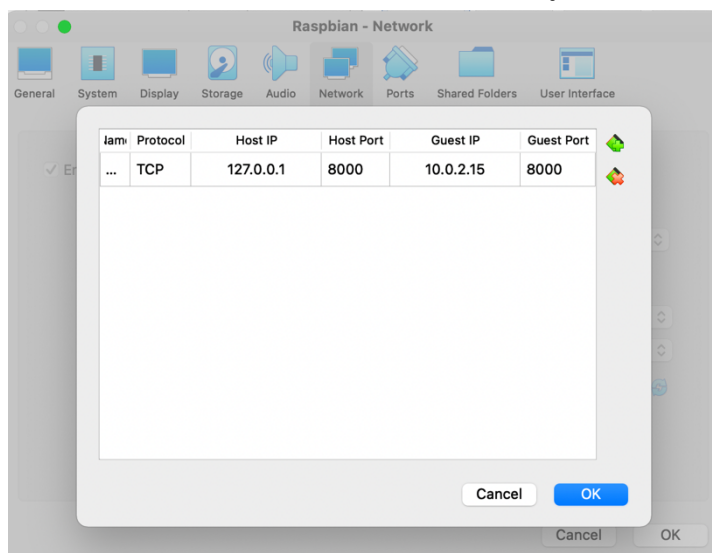 Raspbian - Network
General System Display Storage Audio Network Ports Shared Folders User Interface
Protocol Host IP Host Port Guest IP Guest Port
... TCP 127.0.0.1 8000 10.0.2.15 8000
Cancel OK
Cancel OK